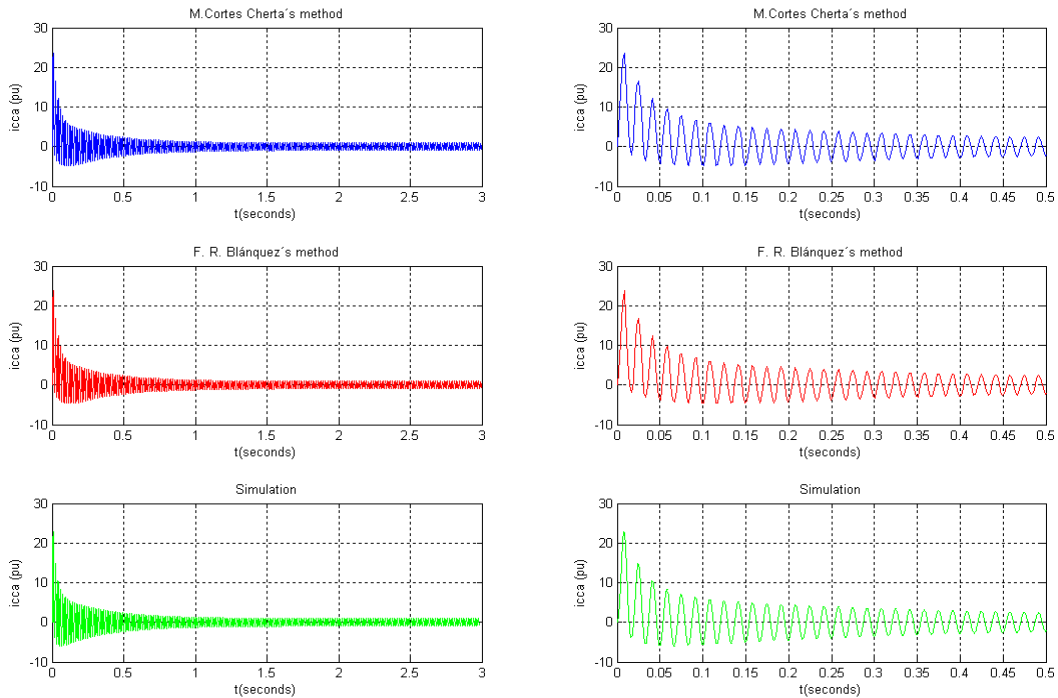 M.Cortes Cherta´s method
30
20
10
0
-10
icca (pu)
0 0.5 1 1.5 2 2.5 3
t(seconds)
M.Cortes Cherta´s method
30
20
10
0
-10
icca (pu)
0 0.05 0.1 0.15 0.2 0.25 0.3 0.35 0.4 0.45 0.5
t(seconds)
F. R. Blánquez´s method
30
20
10
0
-10
icca (pu)
0 0.5 1 1.5 2 2.5 3
t(seconds)
F. R. Blánquez´s method
30
20
10
0
-10
icca (pu)
0 0.05 0.1 0.15 0.2 0.25 0.3 0.35 0.4 0.45 0.5
t(seconds)
Simulation
30
20
10
0
-10
icca (pu)
0 0.5 1 1.5 2 2.5 3
t(seconds)
Simulation
30
20
10
0
-10
icca (pu)
0 0.05 0.1 0.15 0.2 0.25 0.3 0.35 0.4 0.45 0.5
t(seconds)